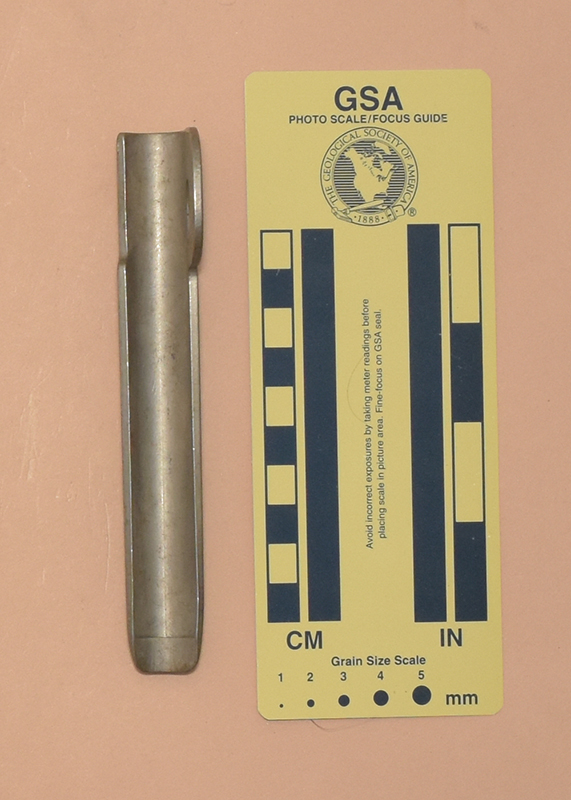 GSA
PHOTO SCALE/FOCUS GUIDE
THE GEOLOGICAL SOCIETY OF AMERICA
·1888·
®
Avoid incorrect exposures by taking meter readings before
placing scale in picture area. Fine-focus on GSA seal.
CM
IN
Grain Size Scale
1 2 3 4 5
mm